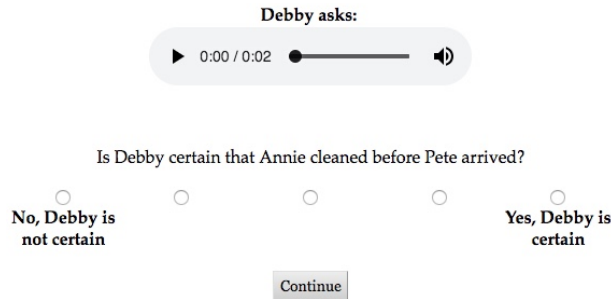 Debby asks:
0:00 / 0:02
Is Debby certain that Annie cleaned before Pete arrived?
No, Debby is
not certain
Yes, Debby is
certain
Continue